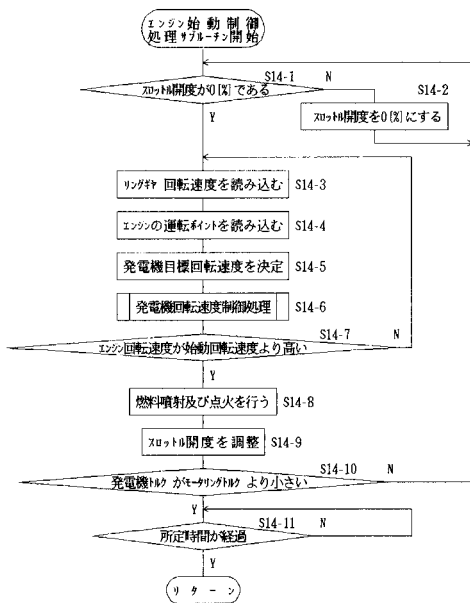 エンジン始動制御
処理サブルーチン開始
S14-1
N
スロットル開度が0[%]である
S14-2
スロットル開度を0[%]にする
Y
リングギヤ回転速度を読み込む S14-3
エンジンの運転ポイントを読み込む S14-4
発電機目標回転速度を決定 S14-5
発電機回転速度制御処理 S14-6
S14-7
N
エンジン回転速度が始動回転速度より高い
Y
燃料噴射及び点火を行う S14-8
スロットル開度を調整 S14-9
S14-10
N
発電機トルクがモータリングトルクより小さい
Y
S14-11
N
所定時間が経過
Y
リターン